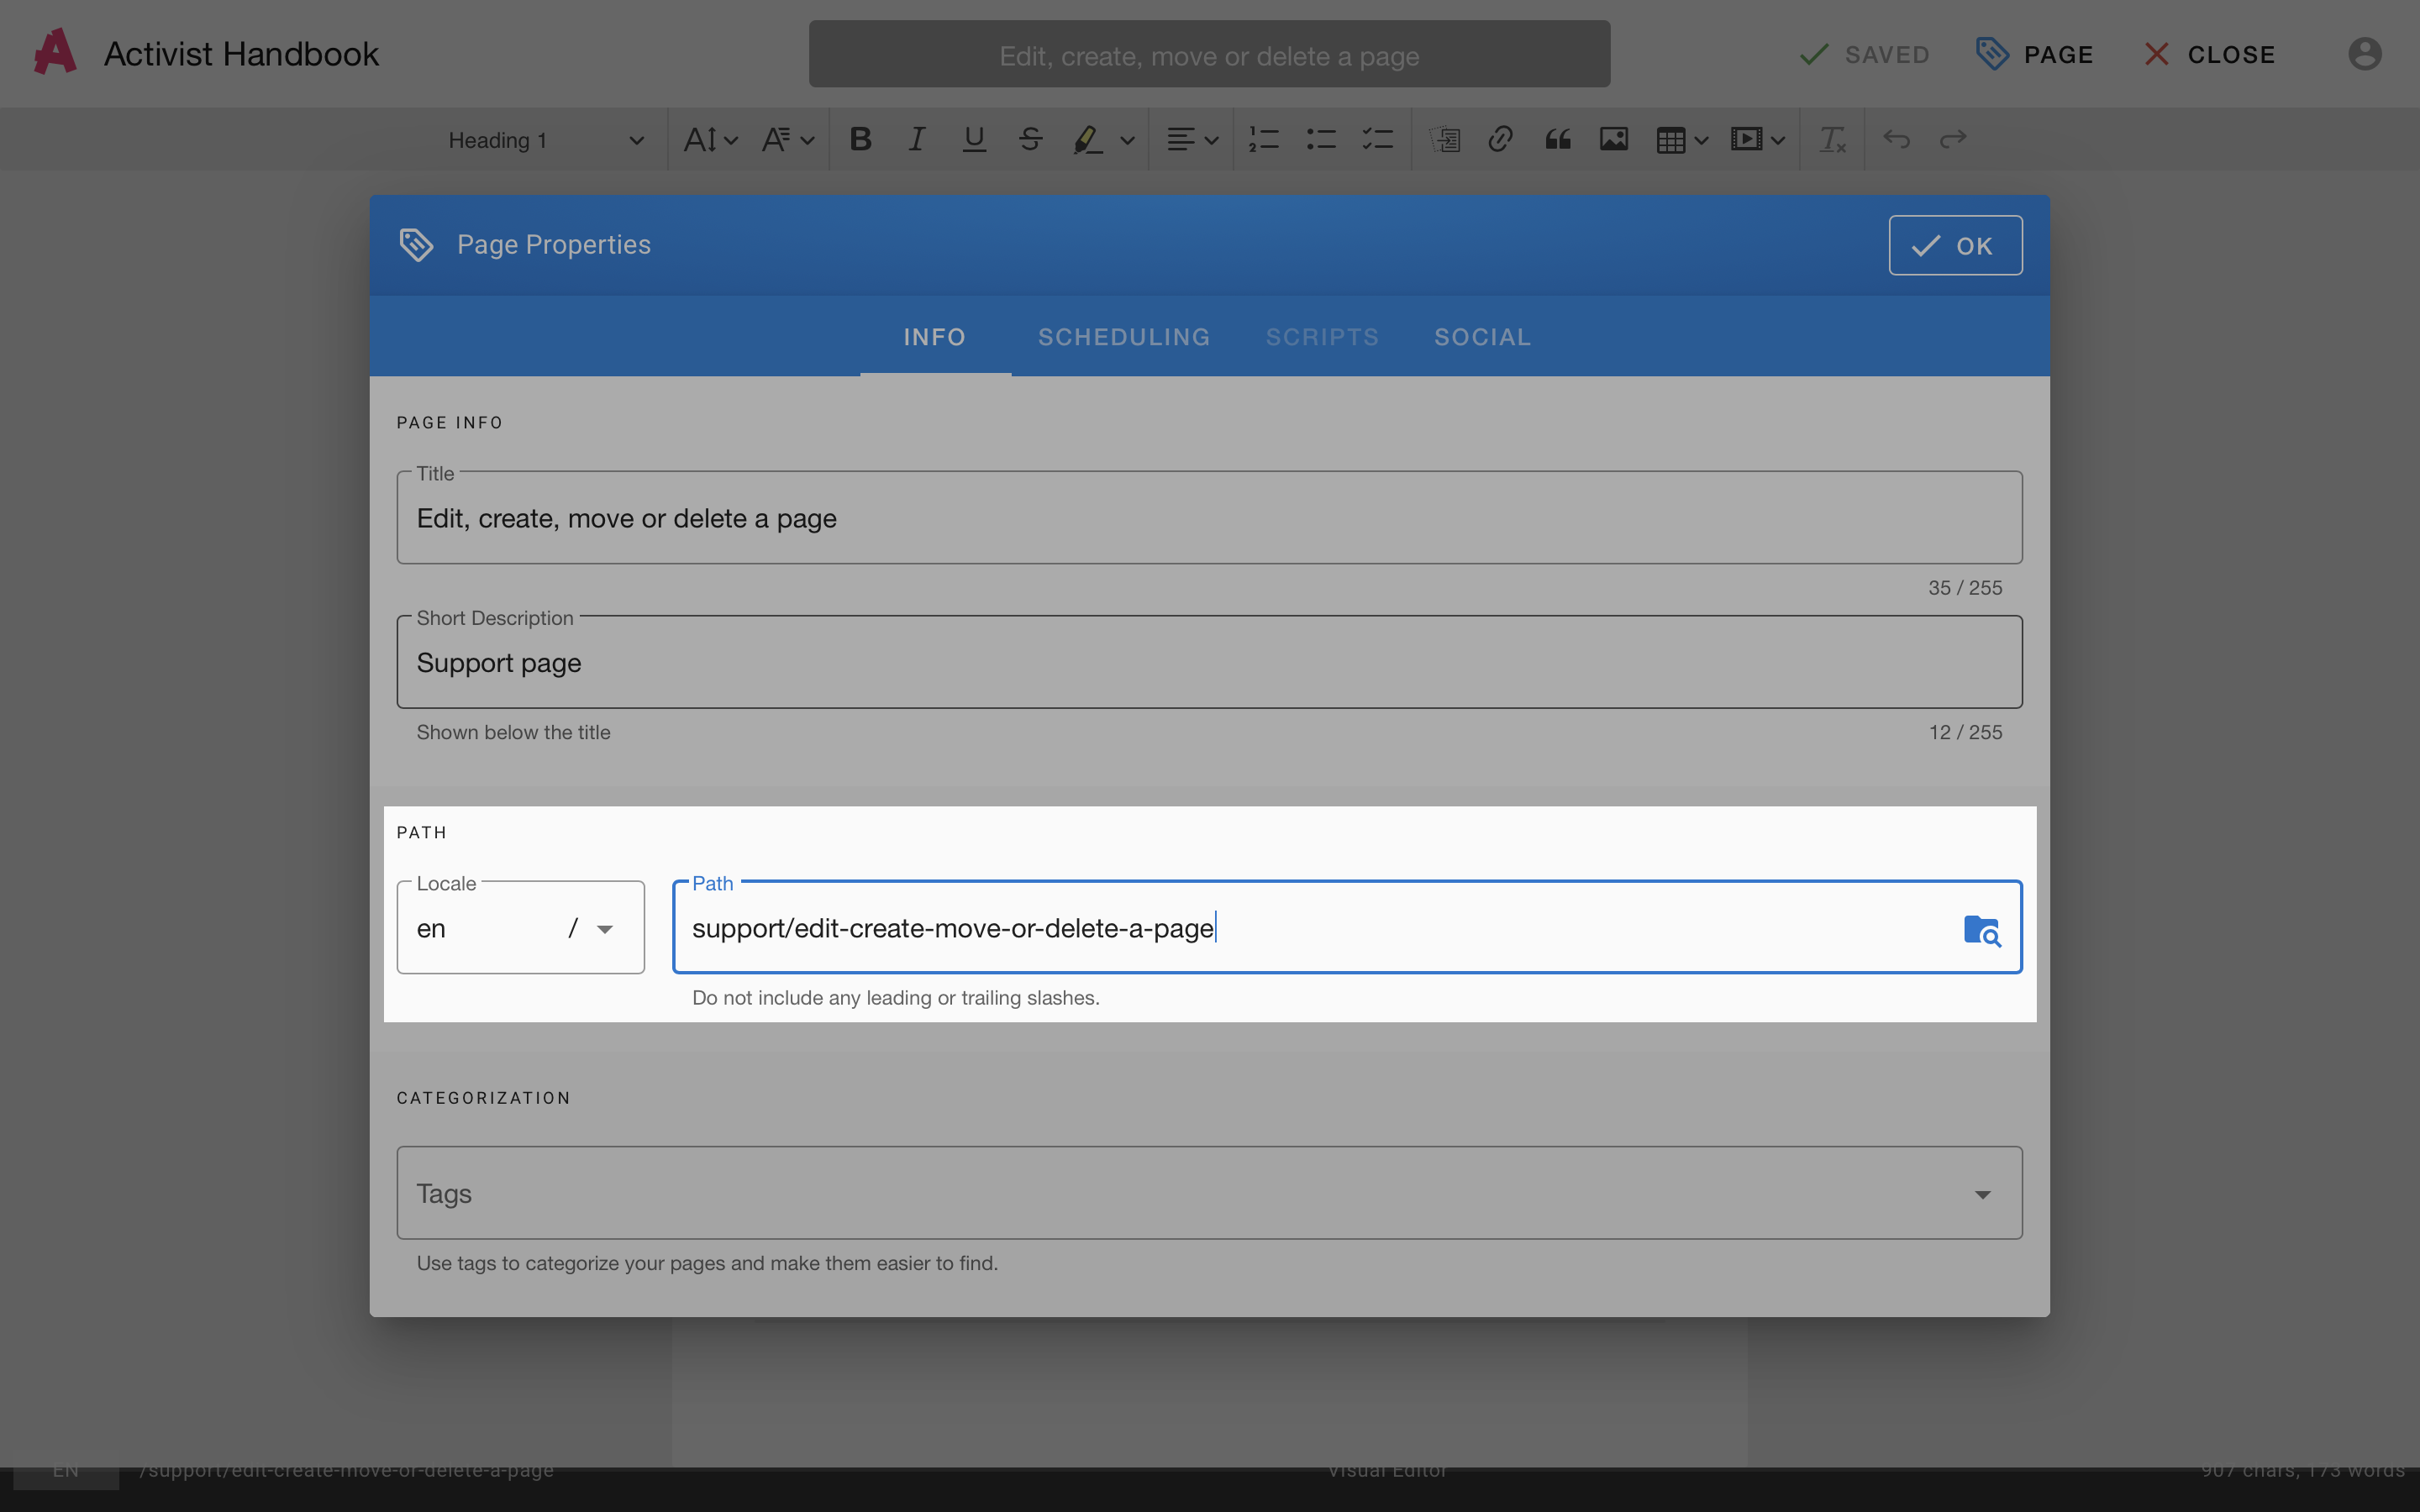 Activist Handbook
Edit, create, move or delete a page
SAVED
PAGE
CLOSE
Heading 1
Page Properties
OK
INFO
SCHEDULING
SCRIPTS
SOCIAL
PAGE INFO
Title
Edit, create, move or delete a page
35 / 255
Short Description
Support page
Shown below the title
12 / 255
PATH
Locale
en /
Path
support/edit-create-move-or-delete-a-page
Do not include any leading or trailing slashes.
CATEGORIZATION
Tags
Use tags to categorize your pages and make them easier to find.
EN
/support/edit-create-move-or-delete-a-page
Visual Editor
907 chars, 173 words